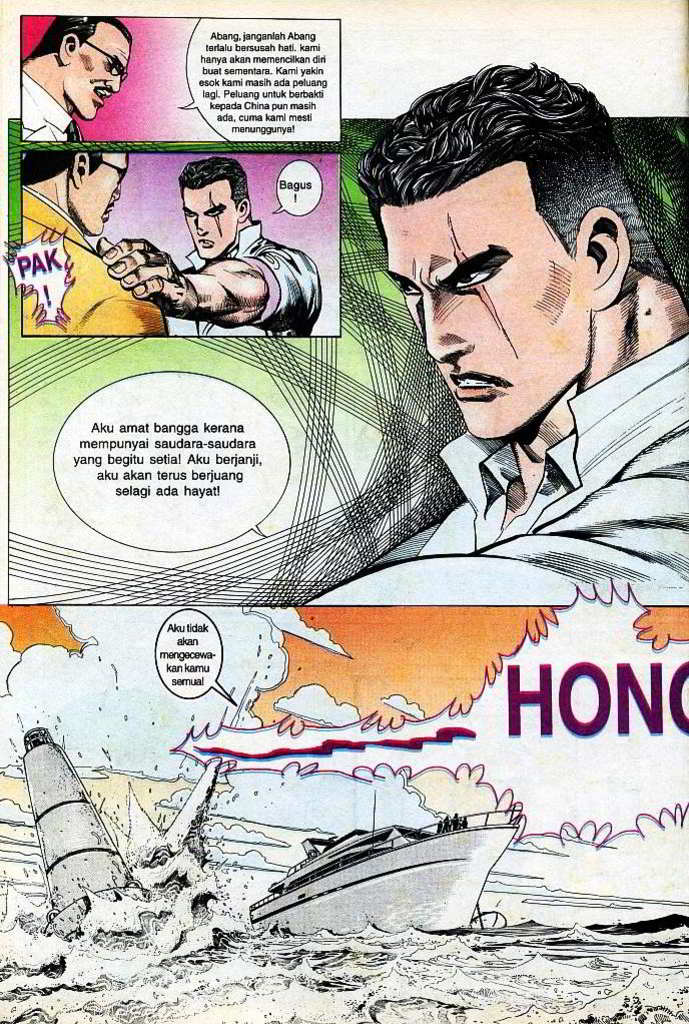 Abang, janganlah Abang
terlalu bersusah hati. kami
hanya akan memencilkan diri
buat sementara. Kami yakin
esok kami masih ada peluang
lagi. Peluang untuk berbakti
kepada China pun masih
ada, cuma kami mesti
menunggunya!
Bagus
!
PAK
!
Aku amat bangga kerana
mempunyai saudara-saudara
yang begitu setia! Aku berjanji,
aku akan terus berjuang
selagi ada hayat!
Aku tidak
akan
mengecewa-
kan kamu
semua!
HONG